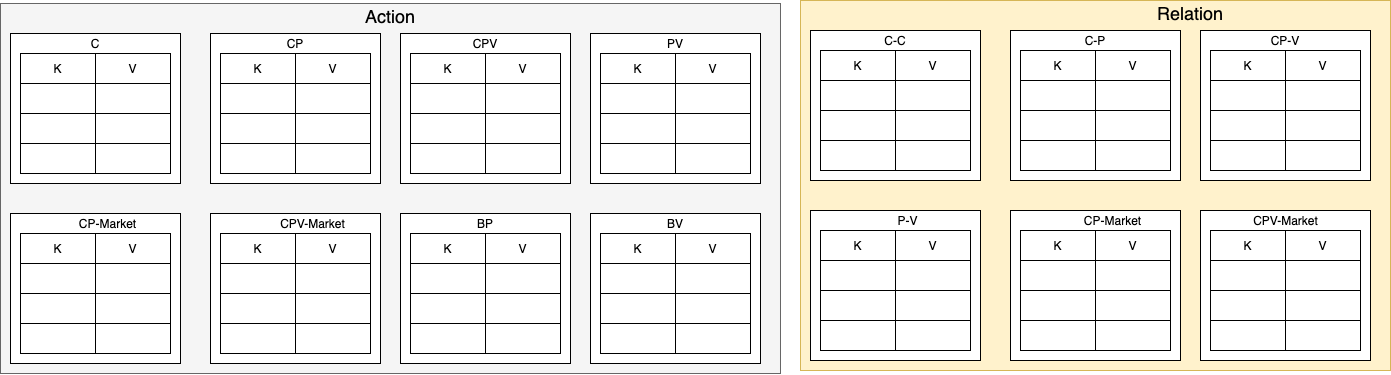 Action
C
CP
CPV
PV
K V
K V
K V
K V
CP-Market
CPV-Market
BP
BV
K V
K V
K V
K V
Relation
C-C
C-P
CP-V
K V
K V
K V
P-V
CP-Market
CPV-Market
K V
K V
K V